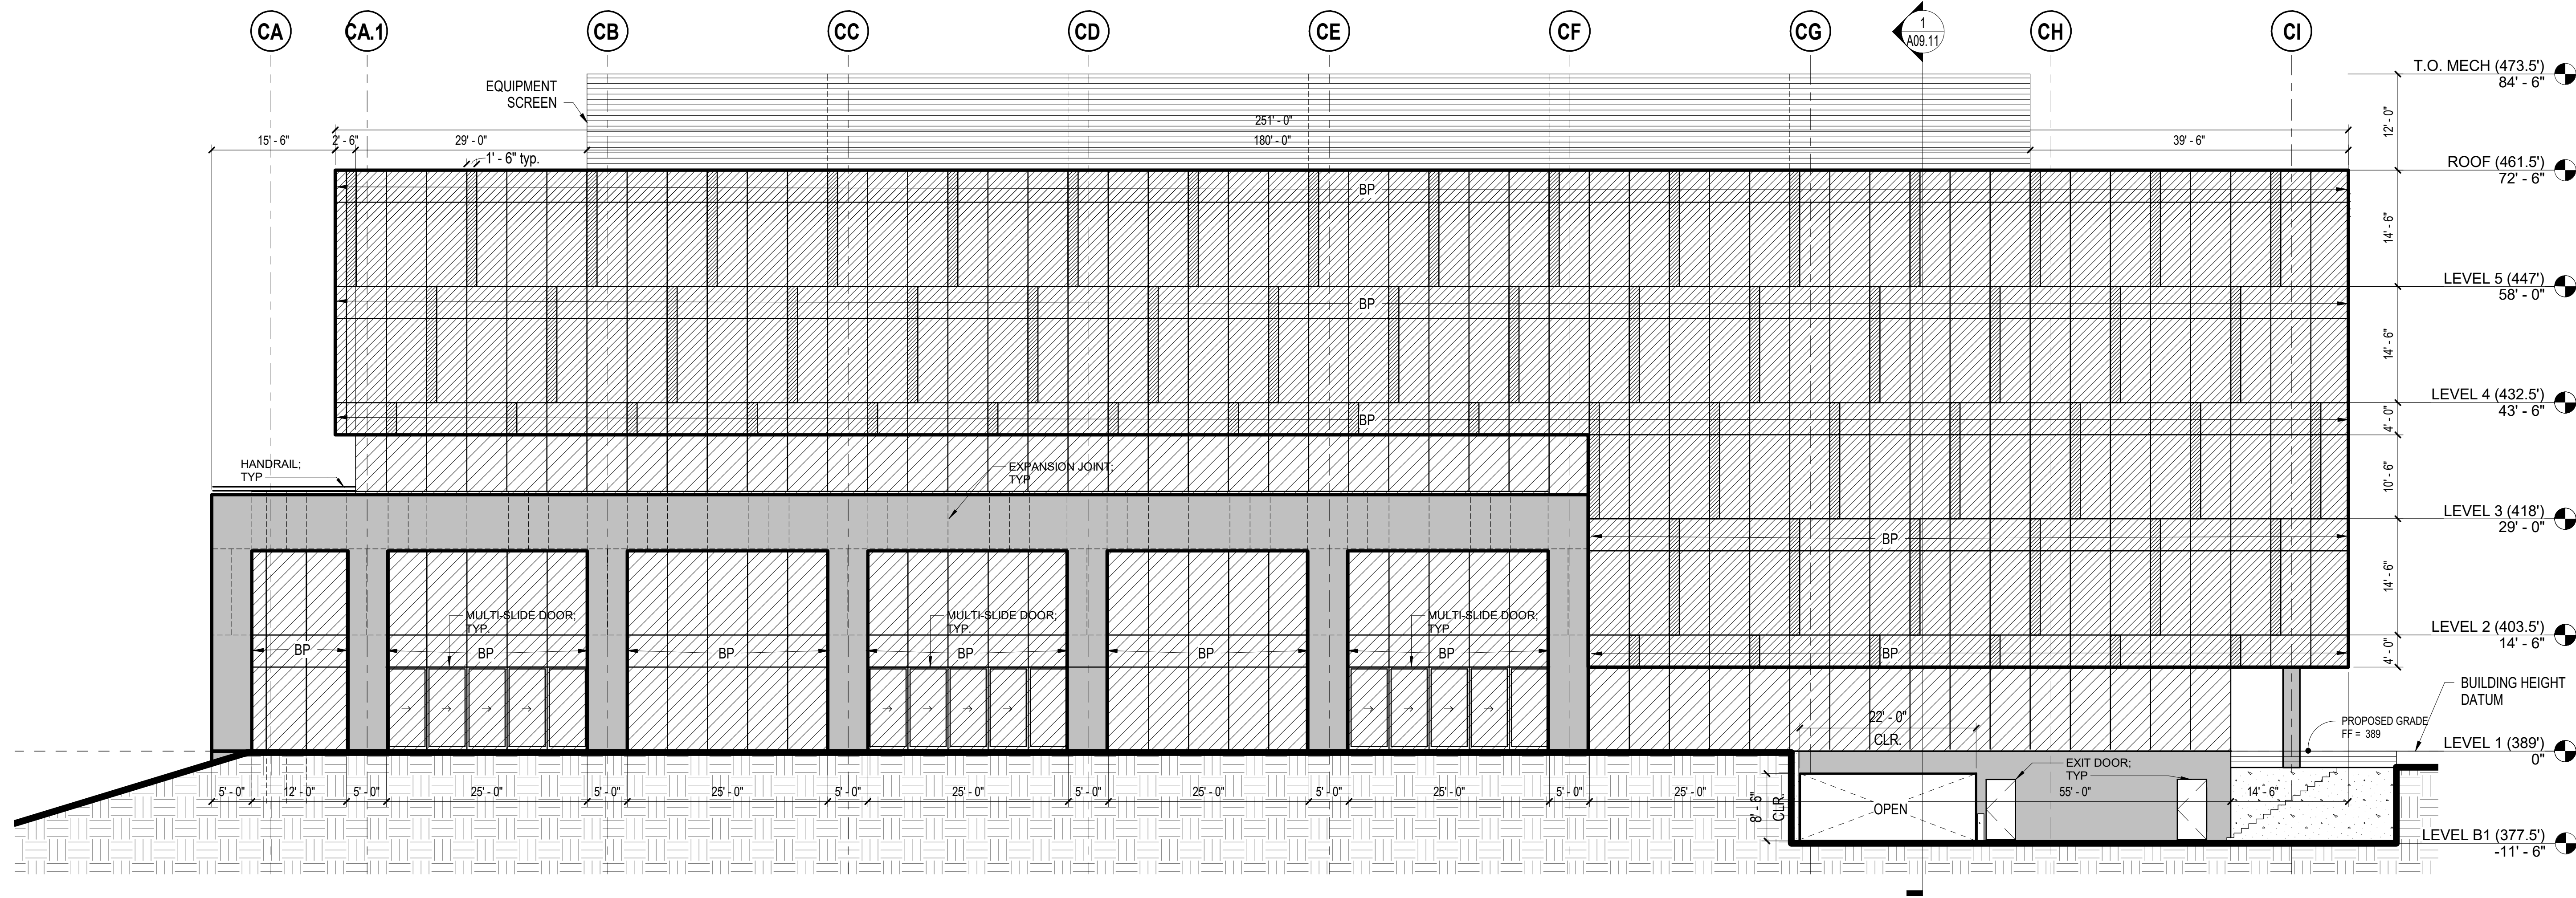 CA
CA.1
CB
CC
CD
CE
CF
CG
1
A09.11
CH
CI
T.O. MECH (473.5')
84' - 6"
EQUIPMENT
SCREEN
12' - 0"
251' - 0"
15' - 6"
2' - 6"
29' - 0"
180' - 0"
39' - 6"
1' - 6" typ.
ROOF (461.5')
72' - 6"
BP
14' - 6"
LEVEL 5 (447')
58' - 0"
BP
14' - 6"
LEVEL 4 (432.5')
43' - 6"
BP
4' - 0"
HANDRAIL;
TYP
EXPANSION JOINT;
TYP
10' - 6"
LEVEL 3 (418')
29' - 0"
BP
14' - 6"
MULTI-SLIDE DOOR;
TYP.
MULTI-SLIDE DOOR;
TYP.
MULTI-SLIDE DOOR;
TYP
LEVEL 2 (403.5')
14' - 6"
BP
BP
BP
BP
BP
BP
BP
4' - 0"
BUILDING HEIGHT
DATUM
22' - 0"
CLR.
PROPOSED GRADE
FF = 389
LEVEL 1 (389')
0"
EXIT DOOR;
TYP
5' - 0"
12' - 0"
5' - 0"
25' - 0"
5' - 0"
25' - 0"
5' - 0"
25' - 0"
5' - 0"
25' - 0"
5' - 0"
25' - 0"
5' - 0"
25' - 0"
8' - 6"
CLR.
OPEN
55' - 0"
14' - 6"
LEVEL B1 (377.5')
-11' - 6"